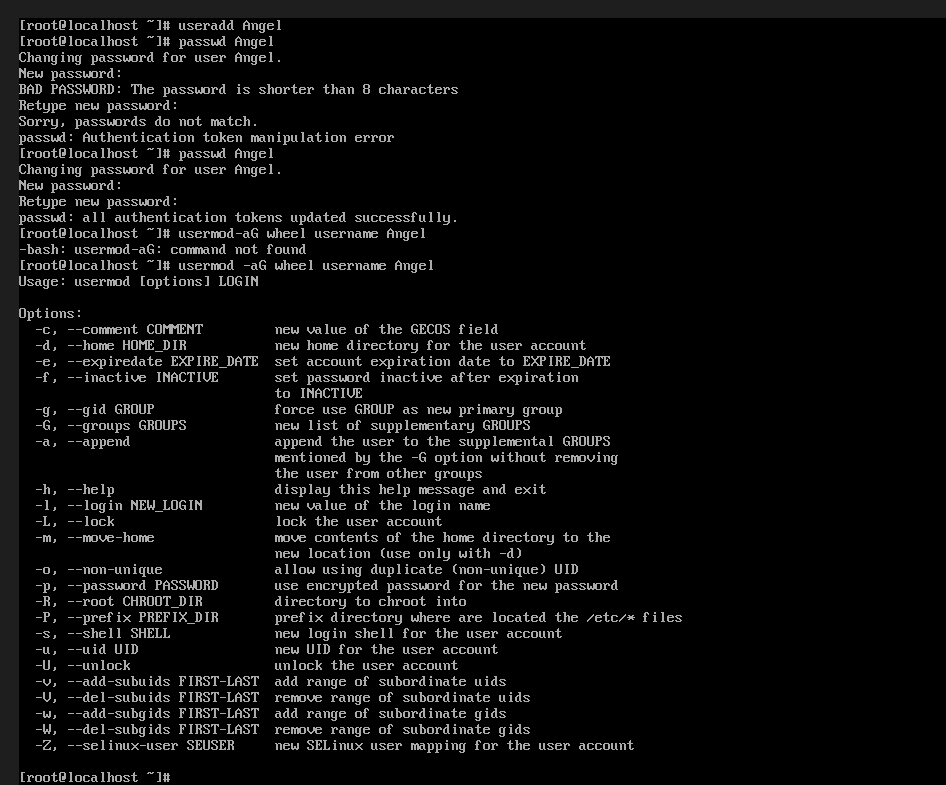 [root@localhost ~]# useradd Angel
[root@localhost ~]# passwd Angel
Changing password for user Angel.
New password:
BAD PASSWORD: The password is shorter than 8 characters
Retype new password:
Sorry, passwords do not match.
passwd: Authentication token manipulation error
[root@localhost ~]# passwd Angel
Changing password for user Angel.
New password:
Retype new password:
passwd: all authentication tokens updated successfully.
[root@localhost ~]# usermod-aG wheel username Angel
-bash: usermod-aG: command not found
[root@localhost ~]# usermod -aG wheel username Angel
Usage: usermod [options] LOGIN

Options:
  -c, --comment COMMENT         new value of the GECOS field
  -d, --home HOME_DIR           new home directory for the user account
  -e, --expiredate EXPIRE_DATE  set account expiration date to EXPIRE_DATE
  -f, --inactive INACTIVE       set password inactive after expiration
                                to INACTIVE
  -g, --gid GROUP               force use GROUP as new primary group
  -G, --groups GROUPS           new list of supplementary GROUPS
  -a, --append                  append the user to the supplemental GROUPS
                                mentioned by the -G option without removing
                                the user from other groups
  -h, --help                    display this help message and exit
  -l, --login NEW_LOGIN         new value of the login name
  -L, --lock                    lock the user account
  -m, --move-home               move contents of the home directory to the
                                new location (use only with -d)
  -o, --non-unique              allow using duplicate (non-unique) UID
  -p, --password PASSWORD       use encrypted password for the new password
  -R, --root CHROOT_DIR         directory to chroot into
  -P, --prefix PREFIX_DIR       prefix directory where are located the /etc/* files
  -s, --shell SHELL             new login shell for the user account
  -u, --uid UID                 new UID for the user account
  -U, --unlock                  unlock the user account
  -v, --add-subuids FIRST-LAST  add range of subordinate uids
  -V, --del-subuids FIRST-LAST  remove range of subordinate uids
  -w, --add-subgids FIRST-LAST  add range of subordinate gids
  -W, --del-subgids FIRST-LAST  remove range of subordinate gids
  -Z, --selinux-user SEUSER     new SELinux user mapping for the user account

[root@localhost ~]#